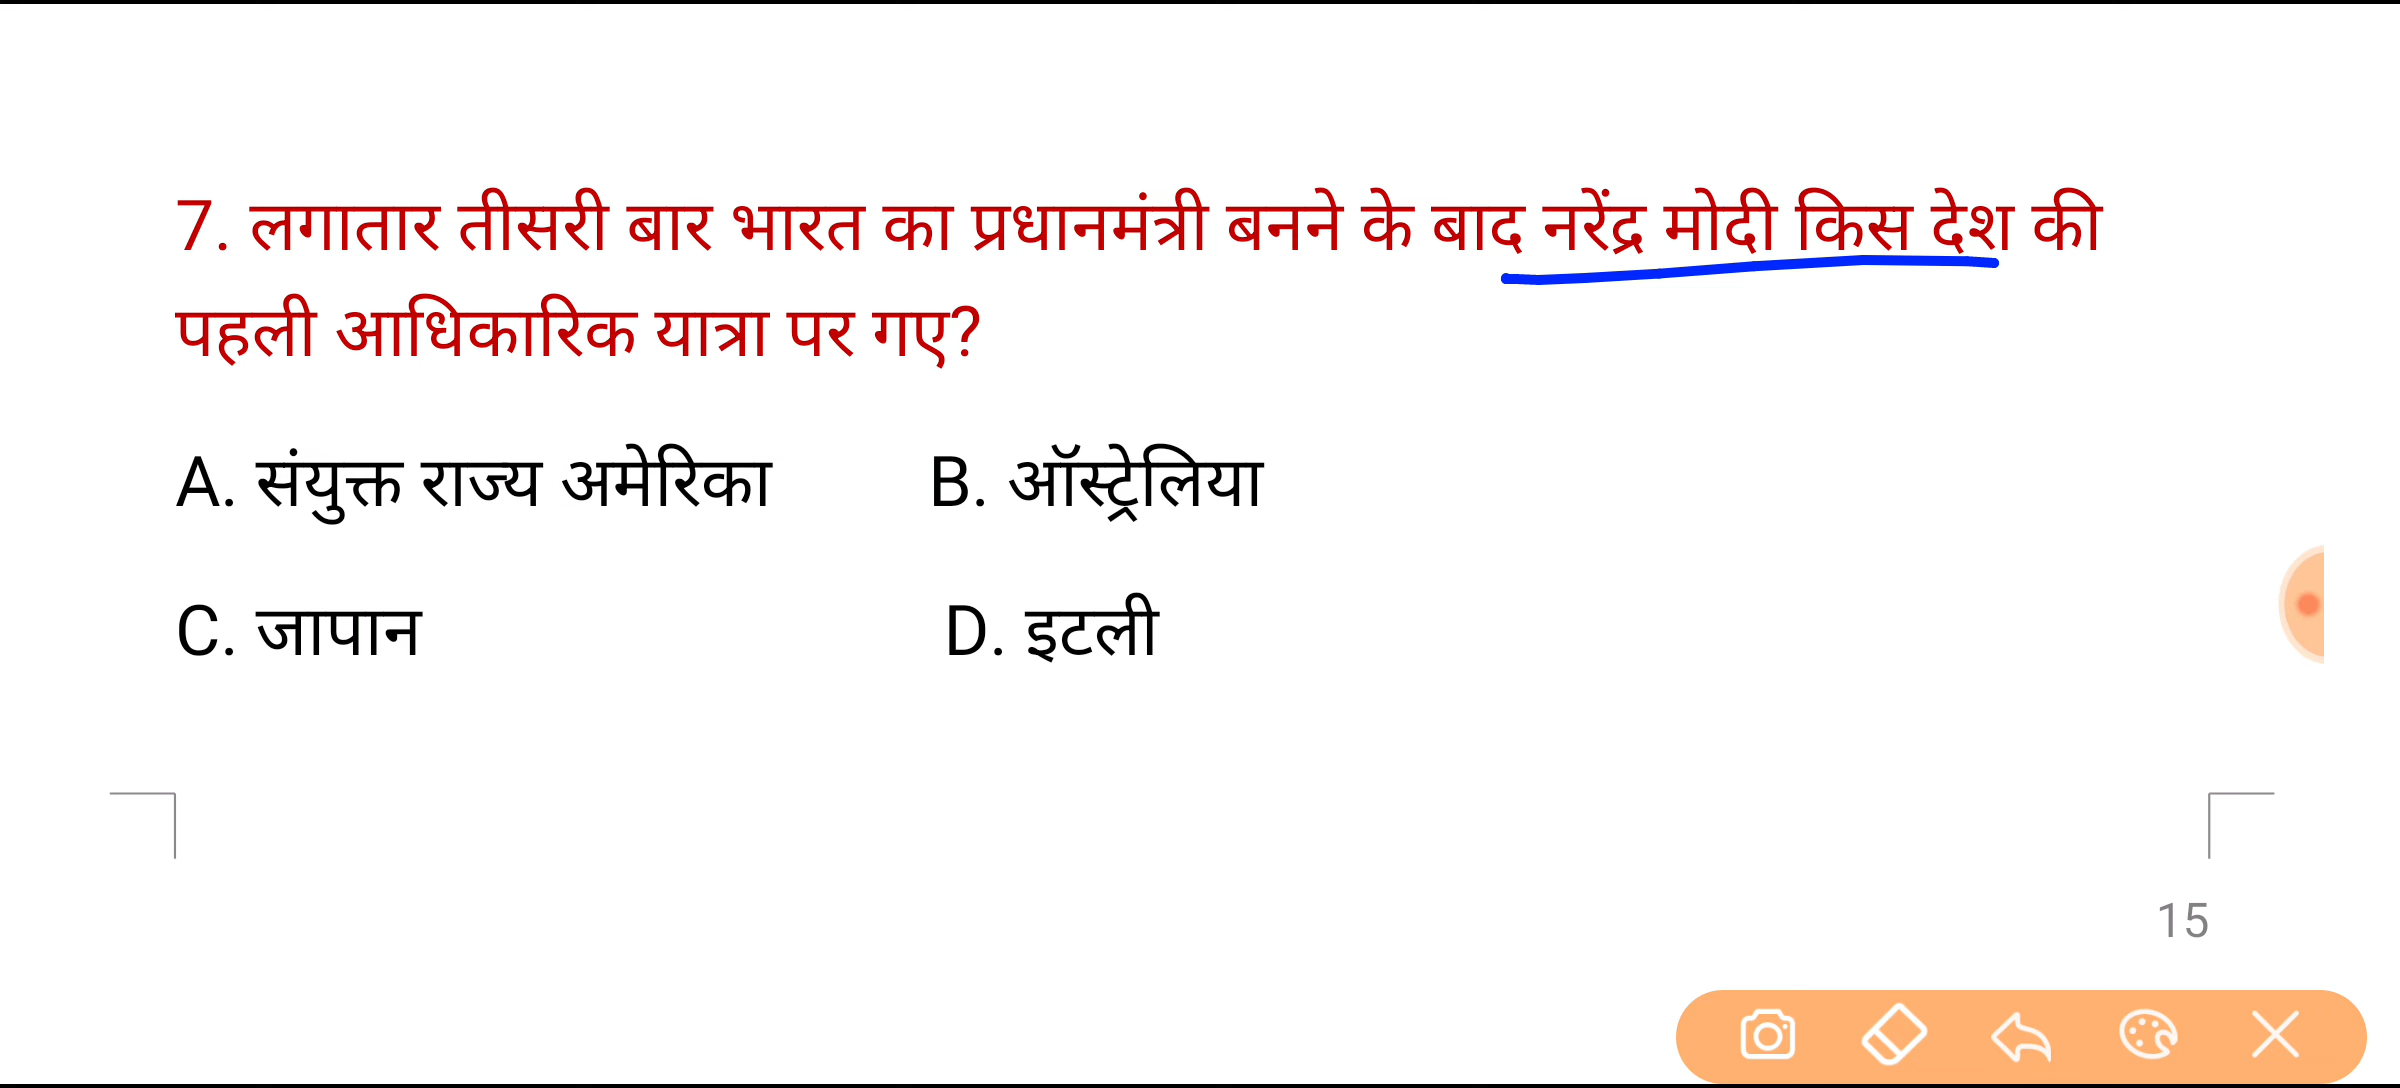 7. लगातार तीसरी बार भारत का प्रधानमंत्री बनने के बाद नरेंद्र मोदी किस देश की
पहली आधिकारिक यात्रा पर गए?
A. संयुक्त राज्य अमेरिका B. ऑस्ट्रेलिया
C. जापान D. इटली
15